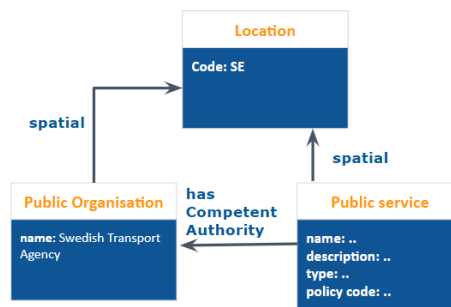 Location
Code: SE
spatial
spatial
Public Organisation
name: Swedish Transport
Agency
has
Competent
Authority
Public service
name: ..
description: ..
type: ..
policy code: ..